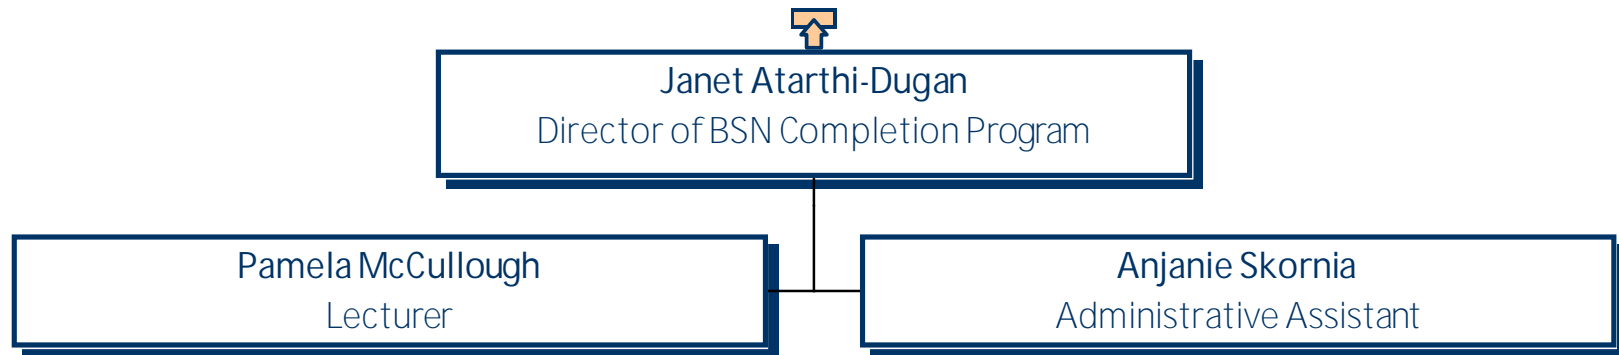 Janet Atarthi-Dugan
Director of BSN Completion Program
Pamela McCullough
Lecturer
Anjanie Skornia
Administrative Assistant